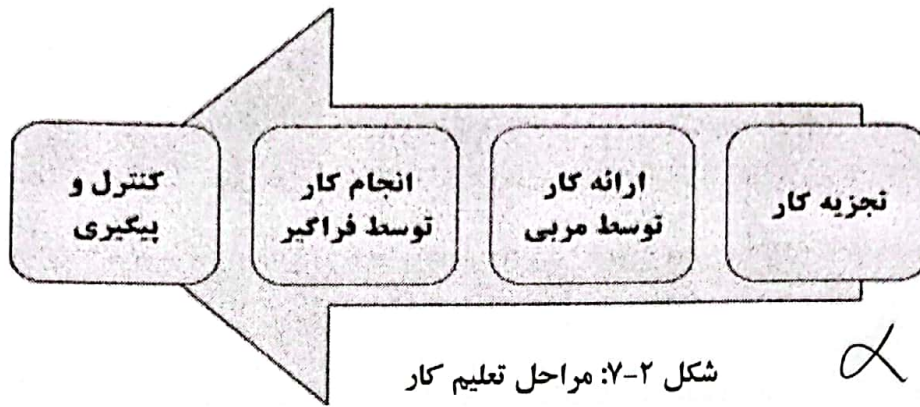 تجزیه کار
ارائه کار
توسط مربی
انجام کار
توسط فراگیر
کنترل و
پیگیری
شکل ۲-۷: مراحل تعلیم کار